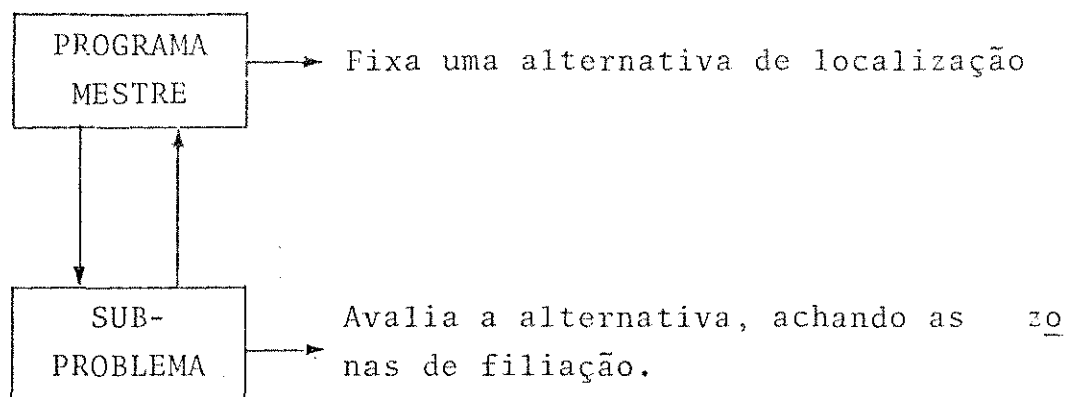 PROGRAMA
MESTRE
Fixa uma alternativa de localização
SUB-
PROBLEMA
Avalia a alternativa, achando as zo
nas de filiação.